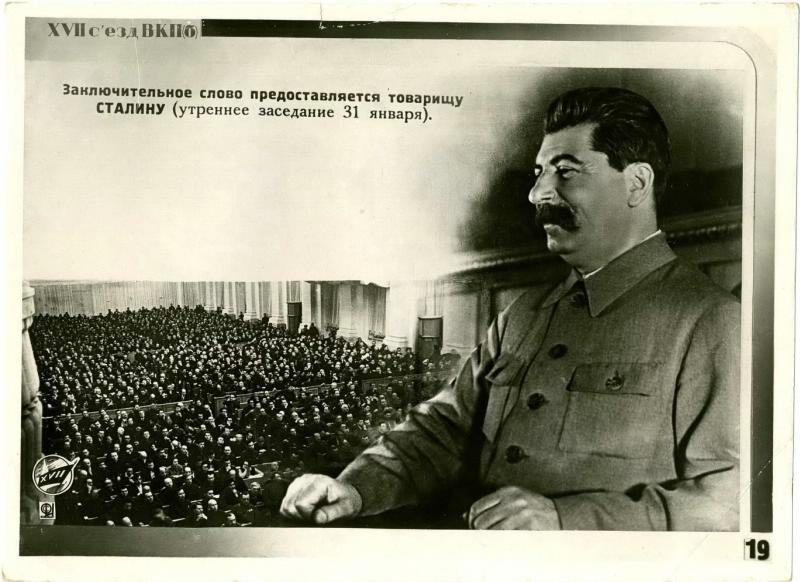 XVII с'езд ВКП(б)
Заключительное слово предоставляется товарищу
СТАЛИНУ (утреннее заседание 31 января).
XVII
19